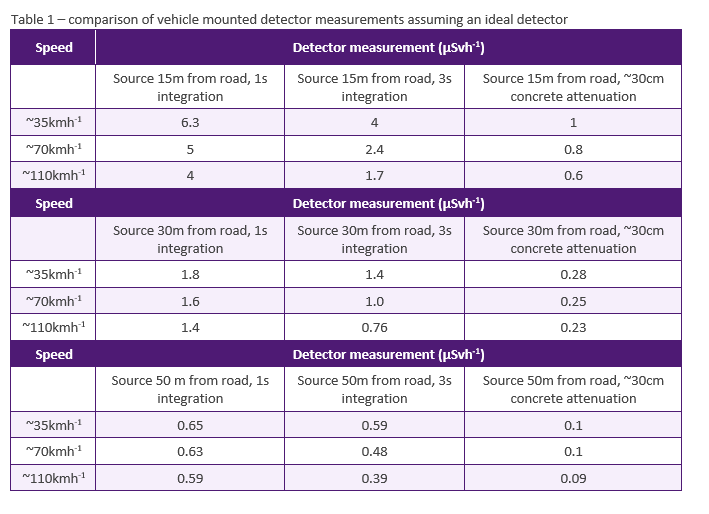 Table 1 – comparison of vehicle mounted detector measurements assuming an ideal detector
Speed Detector measurement (µSvh⁻¹)
Source 15m from road, 1s Source 15m from road, 3s Source 15m from road, ~30cm
integration integration concrete attenuation
~35kmh⁻¹ 6.3 4 1
~70kmh⁻¹ 5 2.4 0.8
~110kmh⁻¹ 4 1.7 0.6
Speed Detector measurement (µSvh⁻¹)
Source 30m from road, 1s Source 30m from road, 3s Source 30m from road, ~30cm
integration integration concrete attenuation
~35kmh⁻¹ 1.8 1.4 0.28
~70kmh⁻¹ 1.6 1.0 0.25
~110kmh⁻¹ 1.4 0.76 0.23
Speed Detector measurement (µSvh⁻¹)
Source 50 m from road, 1s Source 50m from road, 3s Source 50m from road, ~30cm
integration integration concrete attenuation
~35kmh⁻¹ 0.65 0.59 0.1
~70kmh⁻¹ 0.63 0.48 0.1
~110kmh⁻¹ 0.59 0.39 0.09